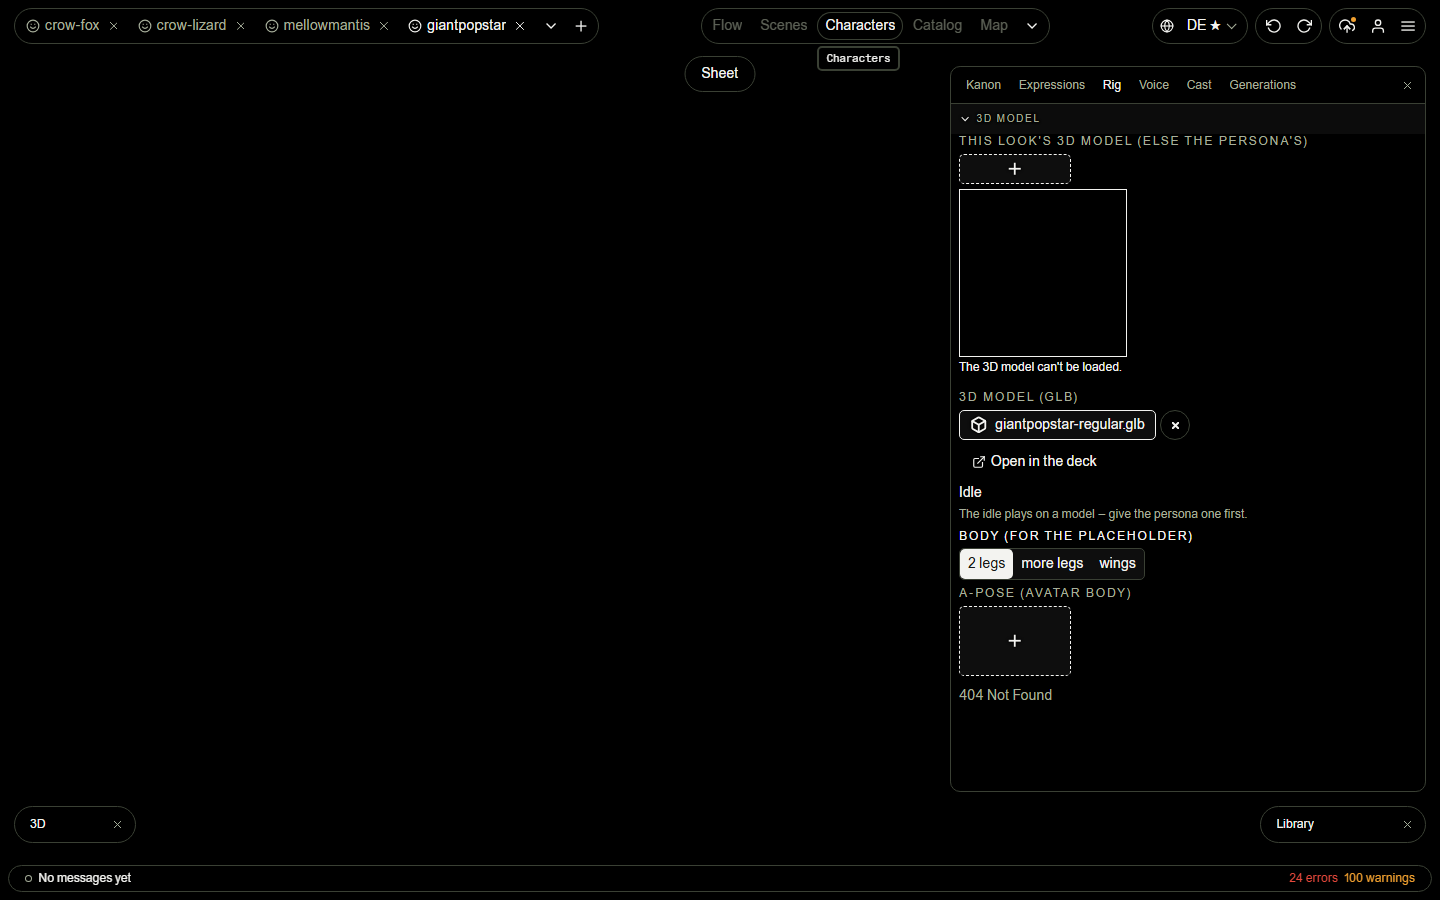 crow-fox crow-lizard mellowmantis giantpopstar
Flow Scenes Characters Catalog Map
DE ★
Characters
Sheet
Kanon Expressions Rig Voice Cast Generations
3D MODEL
THIS LOOK'S 3D MODEL (ELSE THE PERSONA'S)
The 3D model can't be loaded.
3D MODEL (GLB)
giantpopstar-regular.glb
Open in the deck
Idle
The idle plays on a model – give the persona one first.
BODY (FOR THE PLACEHOLDER)
2 legs more legs wings
A-POSE (AVATAR BODY)
404 Not Found
3D
Library
No messages yet
24 errors 100 warnings